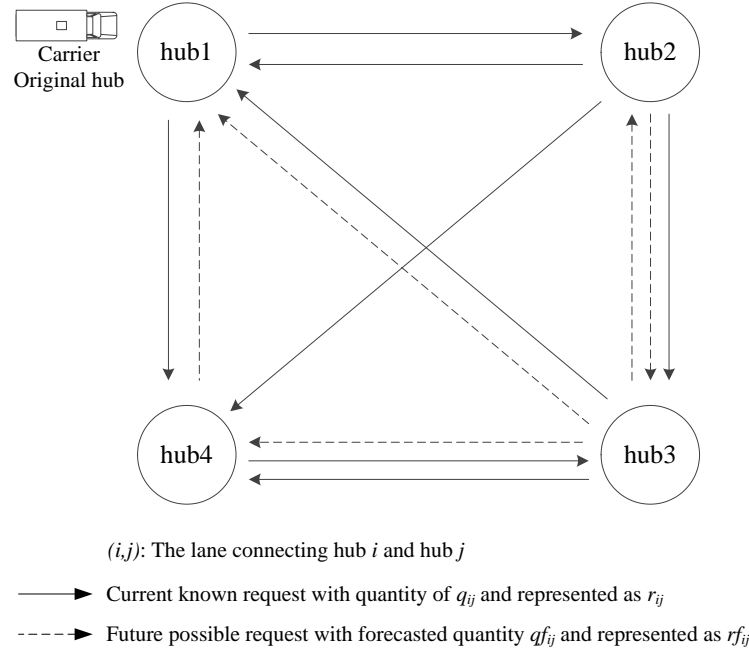 hub1
hub2
Carrier
Original hub
hub4
hub3
(i,j): The lane connecting hub i and hub j
Current known request with quantity of qij and represented as rij
Future possible request with forecasted quantity qfij and represented as rfij